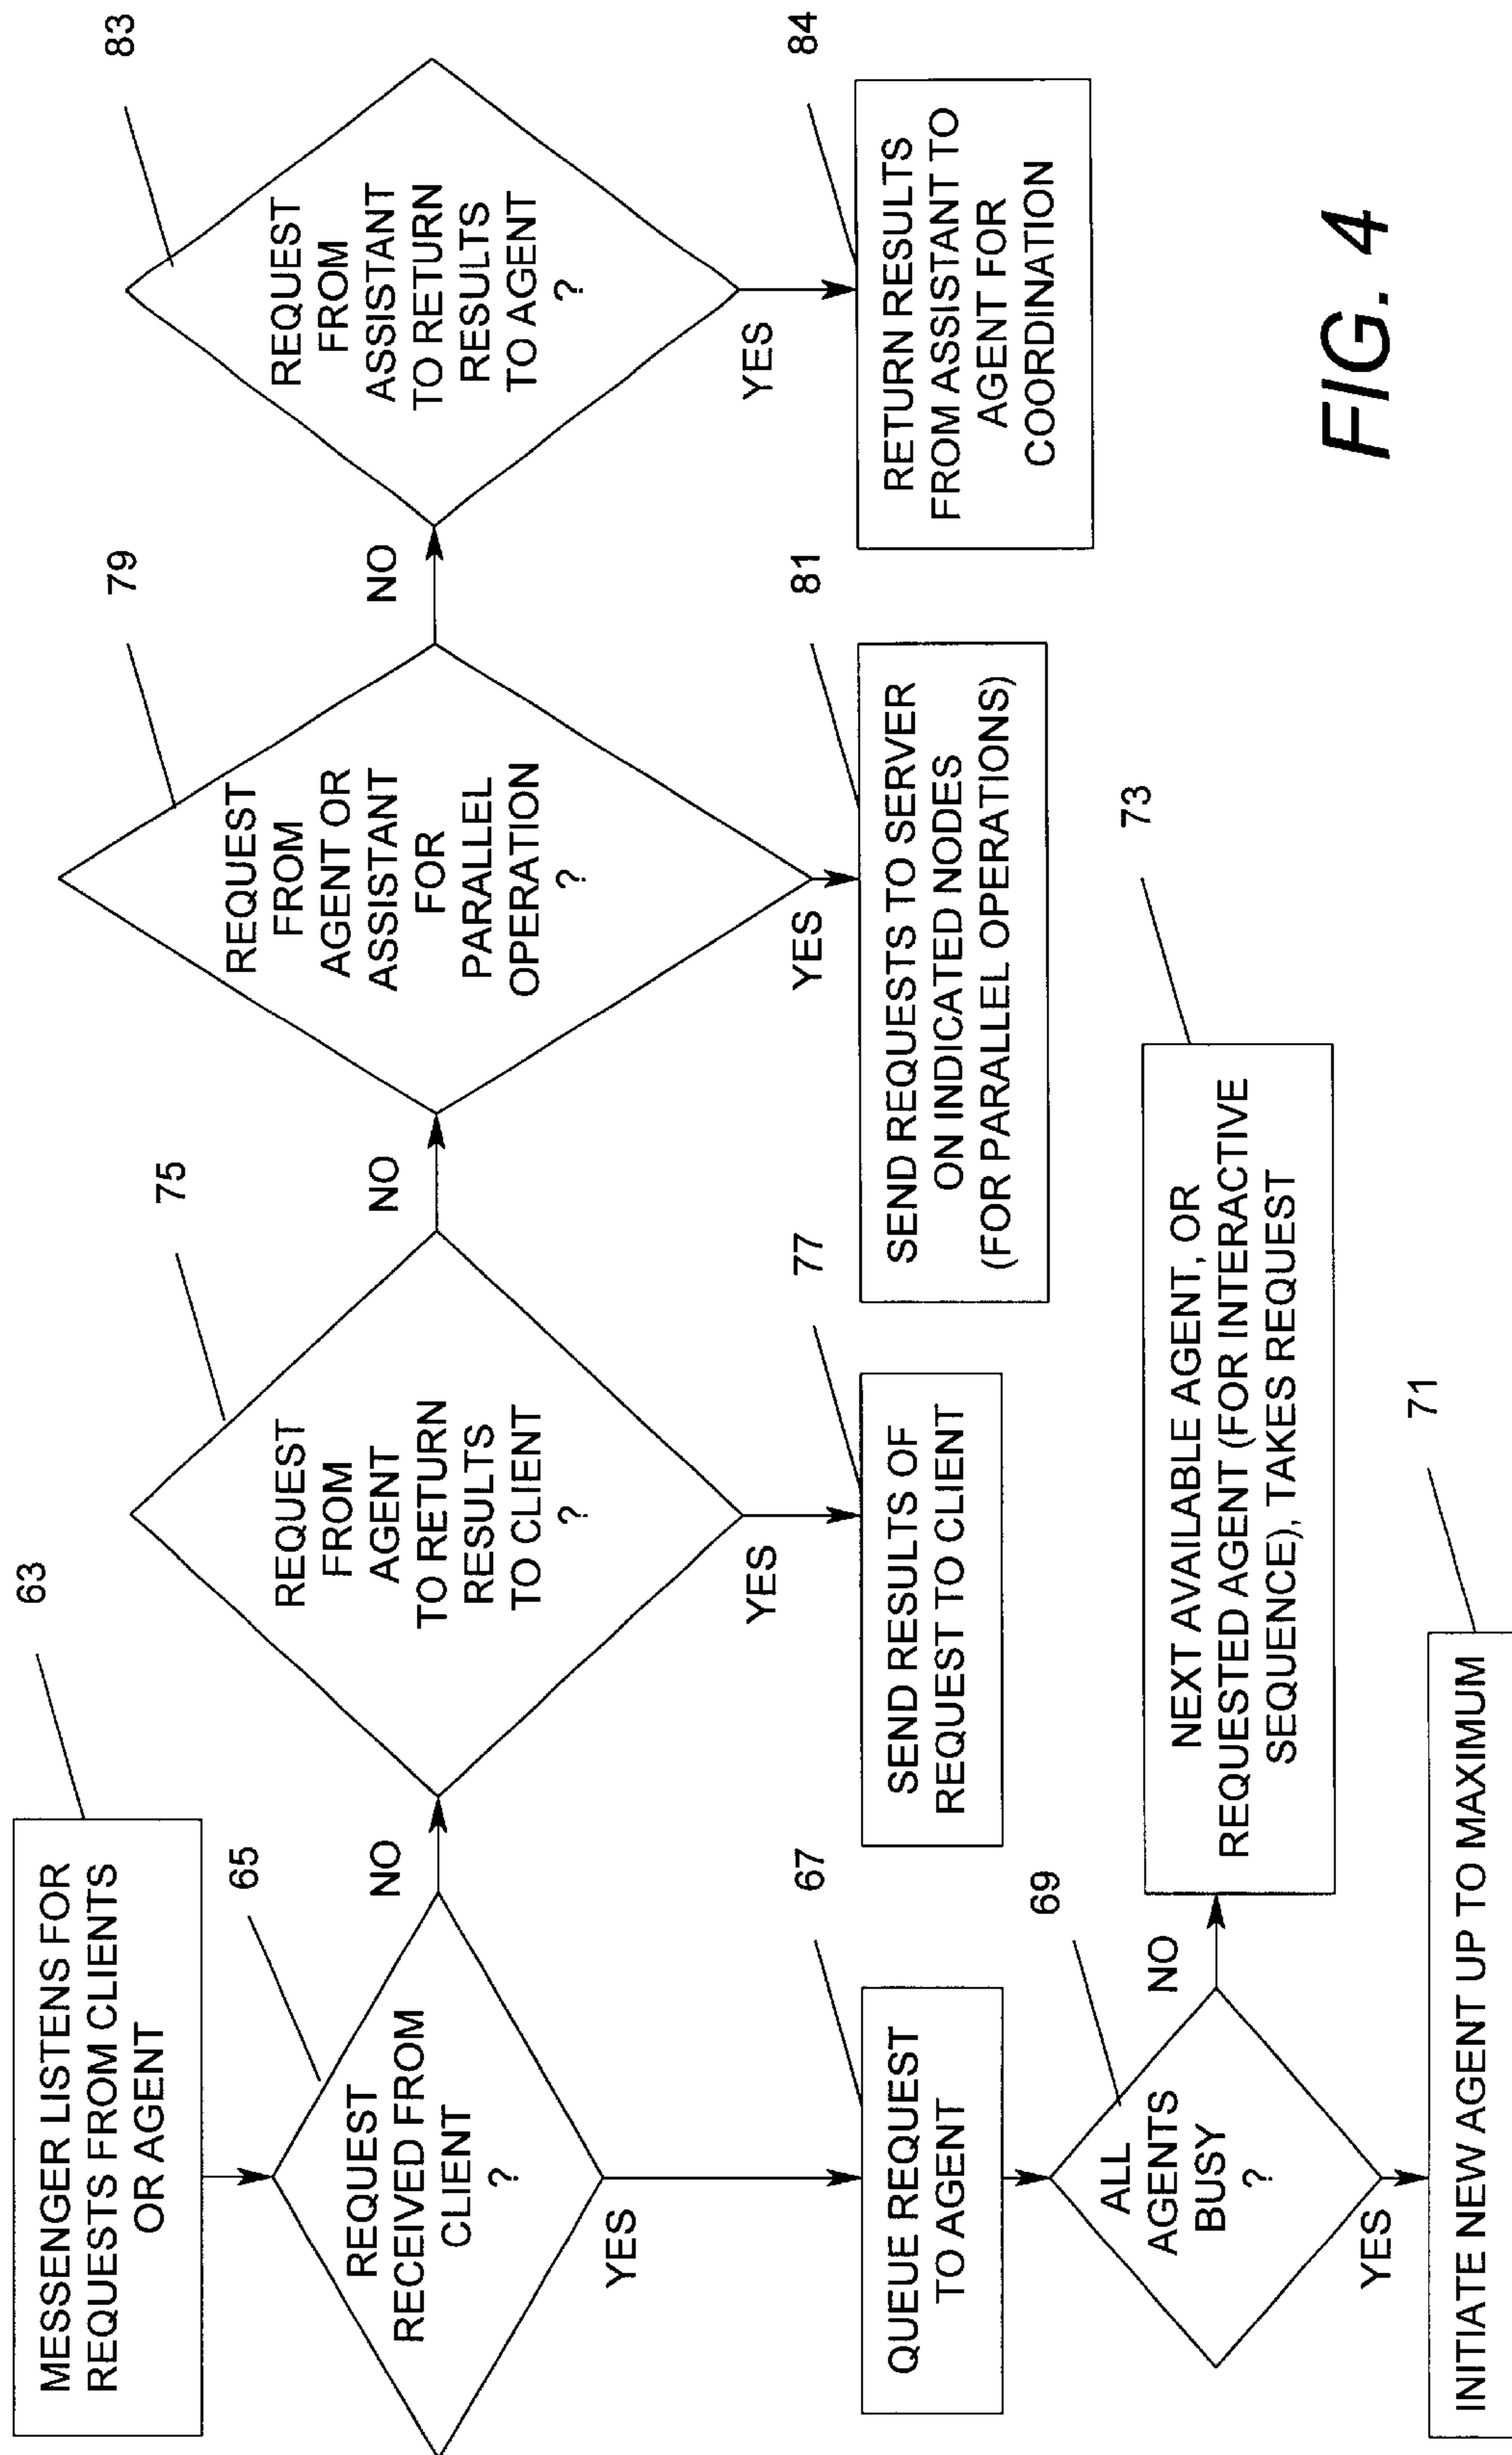 63
MESSENGER LISTENS FOR
REQUESTS FROM CLIENTS
OR AGENT
65
REQUEST
RECEIVED FROM
CLIENT
?
NO
YES
75
REQUEST
FROM
AGENT
TO RETURN
RESULTS
TO CLIENT
?
NO
YES
79
REQUEST
FROM
AGENT OR
ASSISTANT
FOR
PARALLEL
OPERATION
?
NO
YES
83
REQUEST
FROM
ASSISTANT
TO RETURN
RESULTS
TO AGENT
?
YES
67
QUEUE REQUEST
TO AGENT
77
SEND RESULTS OF
REQUEST TO CLIENT
81
SEND REQUESTS TO SERVER
ON INDICATED NODES
(FOR PARALLEL OPERATIONS)
84
RETURN RESULTS
FROM ASSISTANT TO
AGENT FOR
COORDINATION
69
ALL
AGENTS
BUSY
?
NO
YES
73
NEXT AVAILABLE AGENT, OR
REQUESTED AGENT (FOR INTERACTIVE
SEQUENCE), TAKES REQUEST
71
INITIATE NEW AGENT UP TO MAXIMUM
FIG. 4